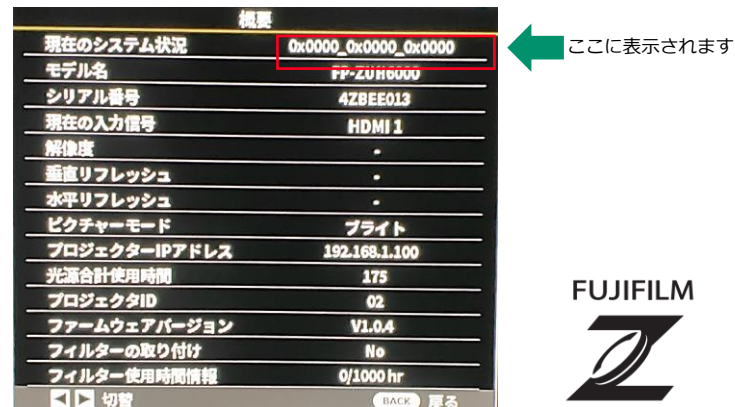 概要
現在のシステム状況 0x0000_0x0000_0x0000
ここに表示されます
モデル名 FP-ZUH6000
シリアル番号 4ZBEE013
現在の入力信号 HDMI 1
解像度 -
垂直リフレッシュ -
水平リフレッシュ -
ピクチャーモード ブライト
プロジェクターIPアドレス 192.168.1.100
光源合計使用時間 175
プロジェクタID 02
ファームウェアバージョン V1.0.4
フィルターの取り付け No
フィルター使用時間情報 0/1000 hr
切替 BACK 戻る
FUJIFILM
Z